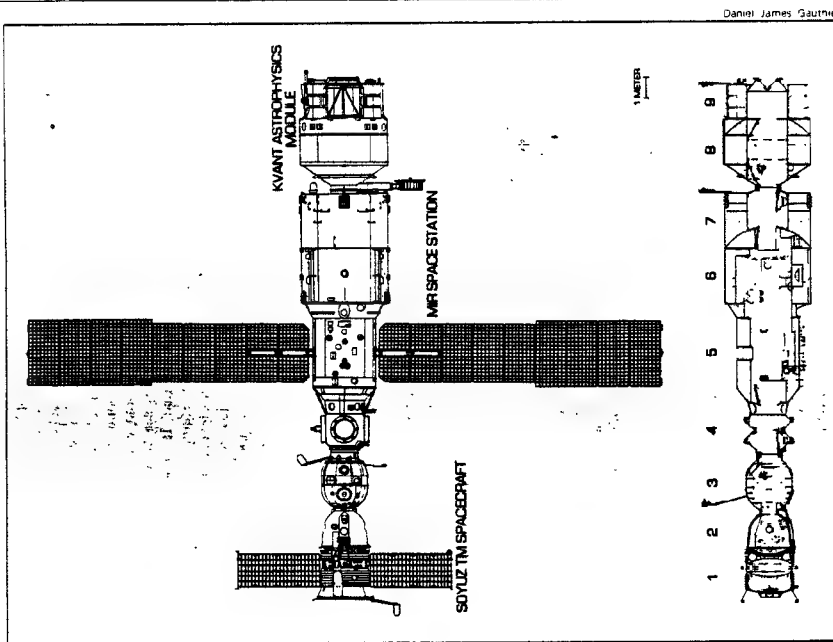 Daniel James Gauthie
KVANT ASTROPHYSICS
MODULE
MIR SPACE STATION
SOYUZ TM SPACECRAFT
1 METER
1 2 3 4 5 6 7 8 9